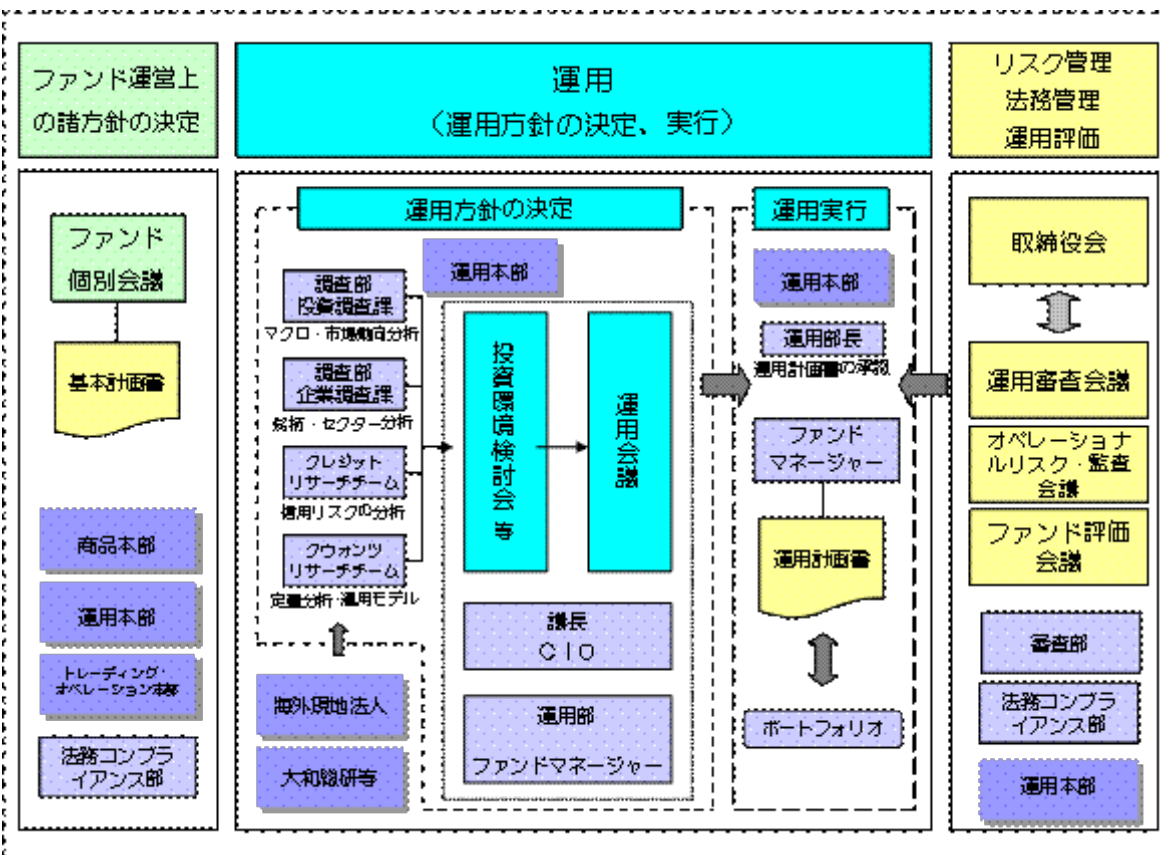 ファンド運営上
の諸方針の決定
ファンド
個別会議
基本計画書
商品本部
運用本部
トレーディング・
オペレーション本部
法務コンプラ
イアンス部
運用
（運用方針の決定、実行）
運用方針の決定
運用本部
調査部
投資調査課
マクロ・市場動向分析
調査部
企業調査課
銘柄・セクター分析
クレジット
リサーチチーム
信用リスクの分析
クウォンツ
リサーチチーム
定量分析・運用モデル
海外現地法人
大和総研等
投資環境検討会 等
運用会議
議長
ＣＩＯ
運用部
ファンドマネージャー
運用実行
運用本部
運用部長
運用計画書の承認
ファンド
マネージャー
運用計画書
ポートフォリオ
リスク管理
法務管理
運用評価
取締役会
運用審査会議
オペレーショナ
ルリスク・監査
会議
ファンド評価
会議
審査部
法務コンプラ
イアンス部
運用本部